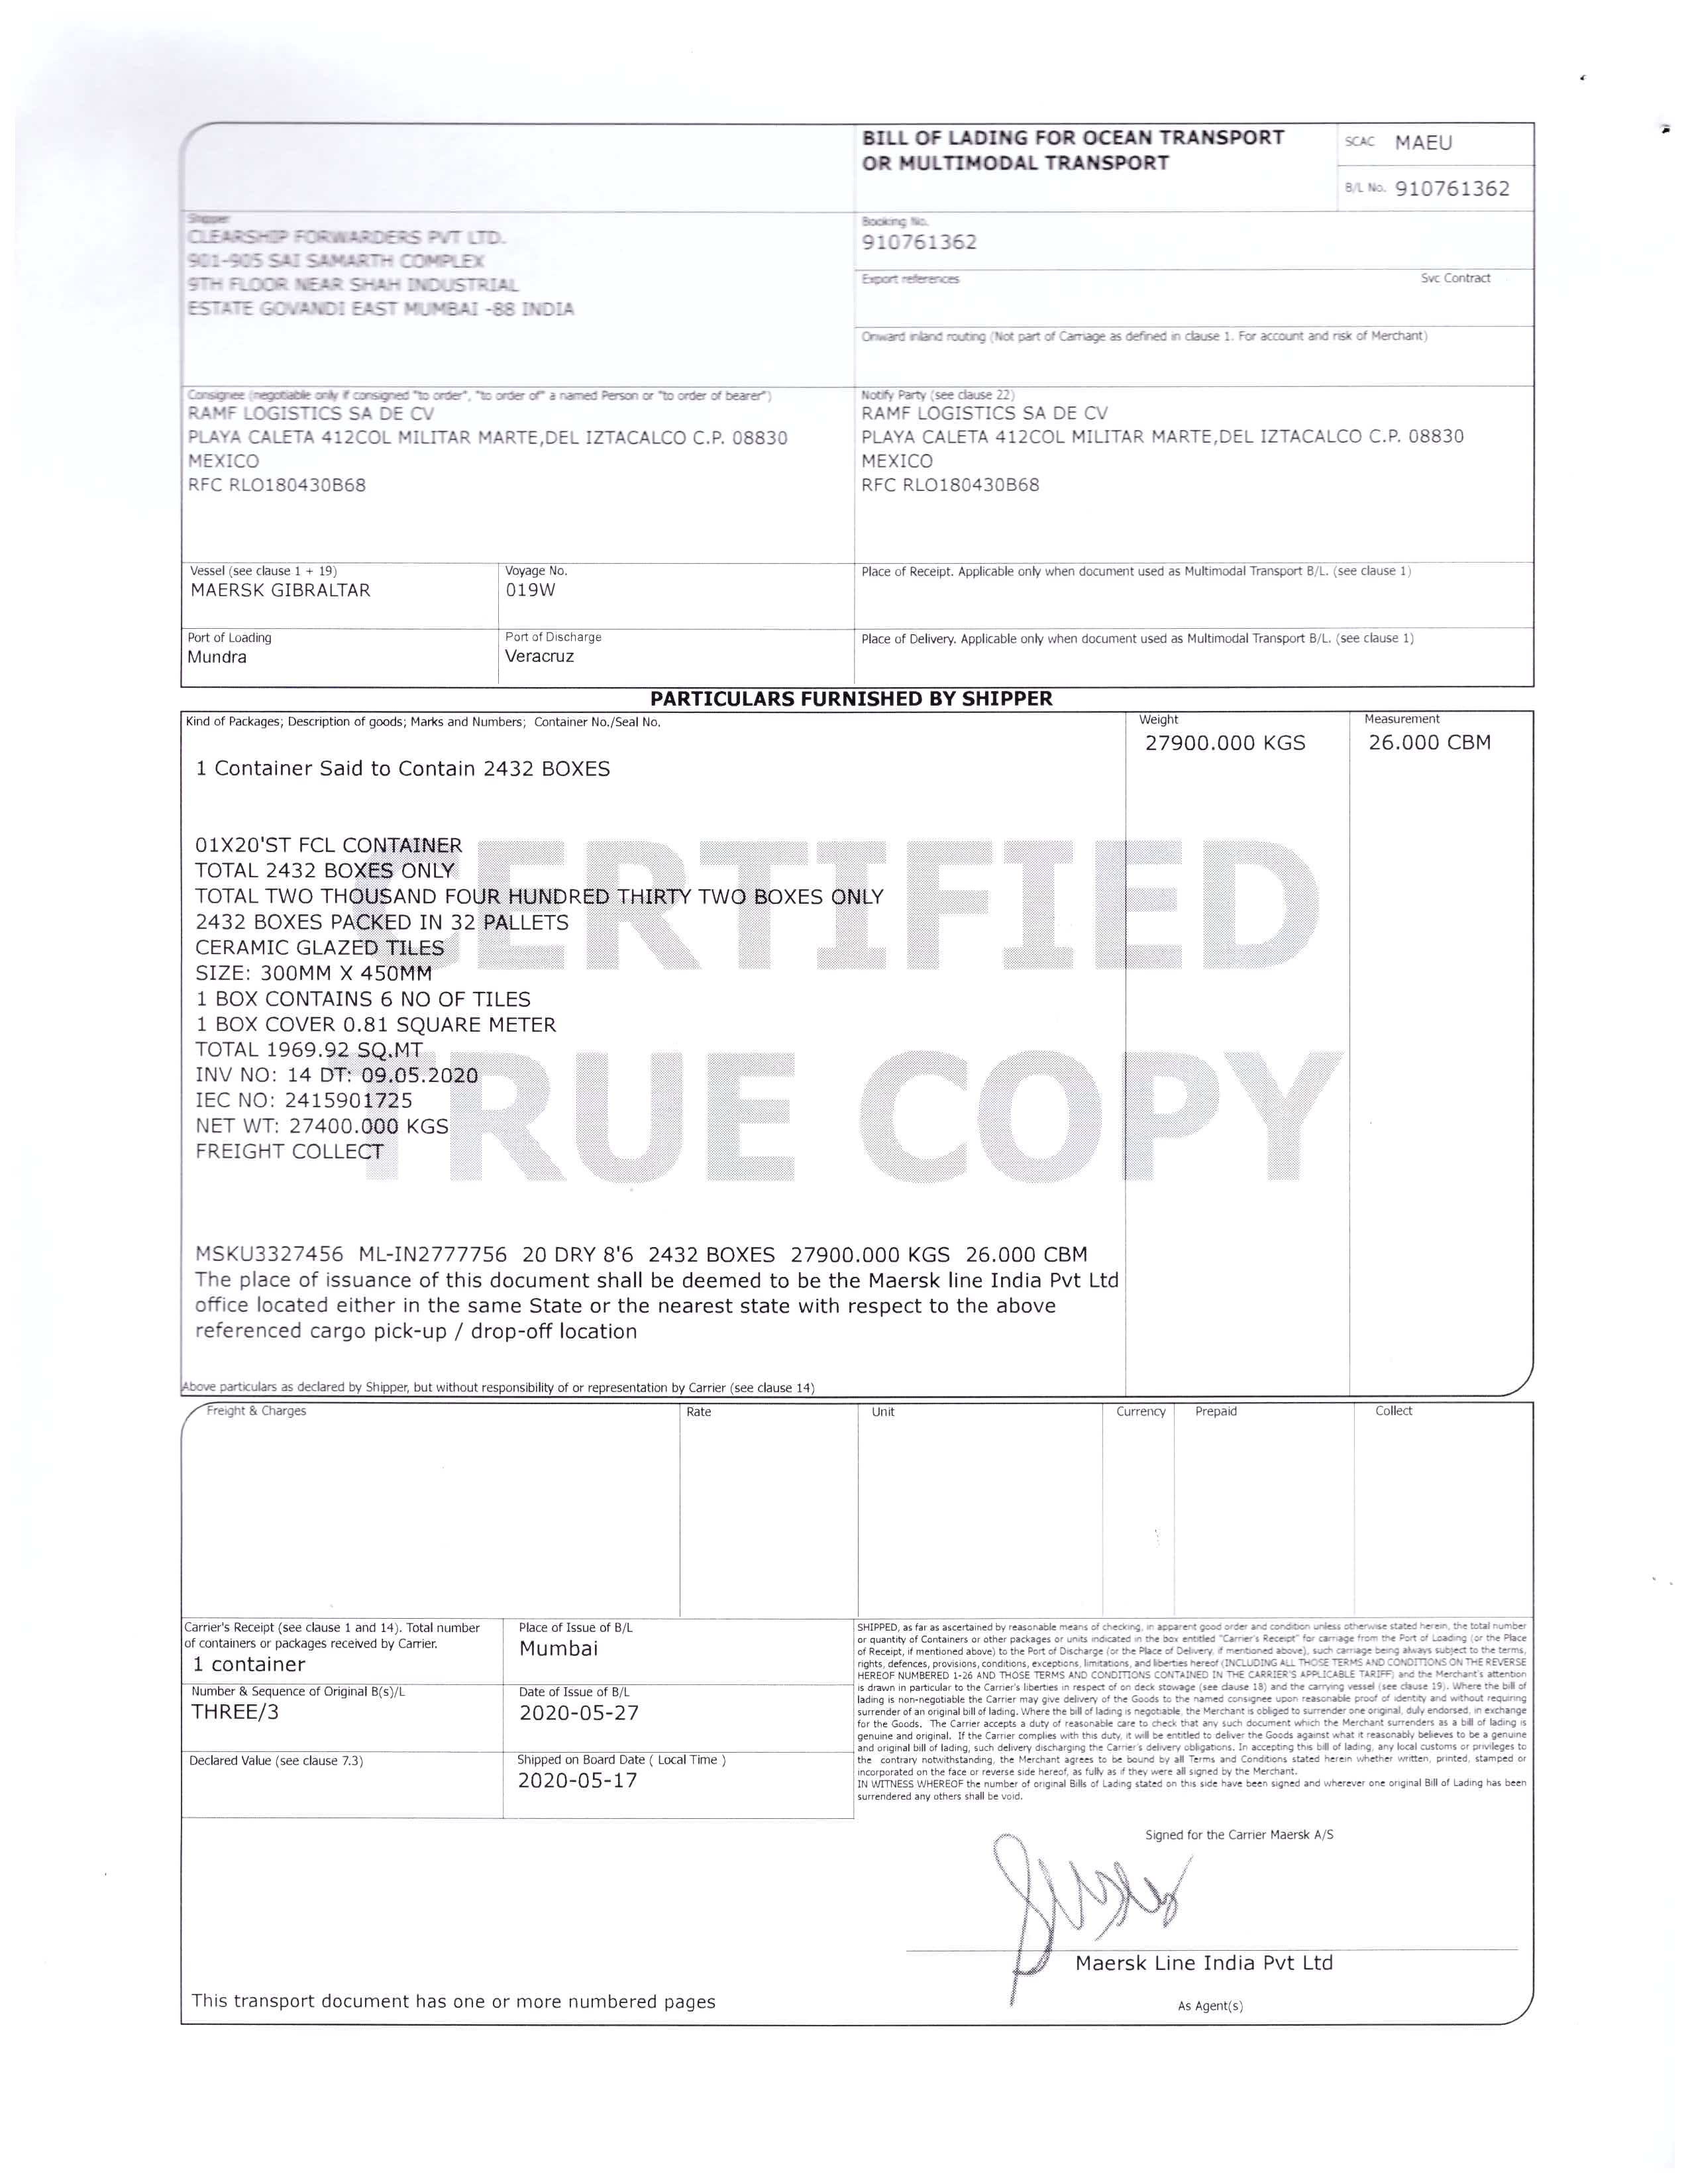 BILL OF LADING FOR OCEAN TRANSPORT
OR MULTIMODAL TRANSPORT
SCAC MAEU
B/L No. 910761362
Shipper
CLEARSHIP FORWARDERS PVT LTD.
901-905 SAI SAMARTH COMPLEX
9TH FLOOR NEAR SHAH INDUSTRIAL
ESTATE GOVANDI EAST MUMBAI -88 INDIA
Booking No.
910761362
Export references
Svc Contract
Onward inland routing (Not part of Carriage as defined in clause 1. For account and risk of Merchant)
Consignee (negotiable only if consigned "to order", "to order of" a named Person or "to order of bearer")
RAMF LOGISTICS SA DE CV
PLAYA CALETA 412COL MILITAR MARTE,DEL IZTACALCO C.P. 08830
MEXICO
RFC RLO180430B68
Notify Party (see clause 22)
RAMF LOGISTICS SA DE CV
PLAYA CALETA 412COL MILITAR MARTE,DEL IZTACALCO C.P. 08830
MEXICO
RFC RLO180430B68
Vessel (see clause 1 + 19)
MAERSK GIBRALTAR
Voyage No.
019W
Place of Receipt. Applicable only when document used as Multimodal Transport B/L. (see clause 1)
Port of Loading
Mundra
Port of Discharge
Veracruz
Place of Delivery. Applicable only when document used as Multimodal Transport B/L. (see clause 1)
PARTICULARS FURNISHED BY SHIPPER
Kind of Packages; Description of goods; Marks and Numbers; Container No./Seal No.
Weight
27900.000 KGS
Measurement
26.000 CBM
1 Container Said to Contain 2432 BOXES
01X20'ST FCL CONTAINER
TOTAL 2432 BOXES ONLY
TOTAL TWO THOUSAND FOUR HUNDRED THIRTY TWO BOXES ONLY
2432 BOXES PACKED IN 32 PALLETS
CERAMIC GLAZED TILES
SIZE: 300MM X 450MM
1 BOX CONTAINS 6 NO OF TILES
1 BOX COVER 0.81 SQUARE METER
TOTAL 1969.92 SQ.MT
INV NO: 14 DT: 09.05.2020
IEC NO: 2415901725
NET WT: 27400.000 KGS
FREIGHT COLLECT
CERTIFIED
TRUE COPY
MSKU3327456 ML-IN2777756 20 DRY 8'6 2432 BOXES 27900.000 KGS 26.000 CBM
The place of issuance of this document shall be deemed to be the Maersk line India Pvt Ltd
office located either in the same State or the nearest state with respect to the above
referenced cargo pick-up / drop-off location
Above particulars as declared by Shipper, but without responsibility of or representation by Carrier (see clause 14)
Freight & Charges
Rate
Unit
Currency
Prepaid
Collect
Carrier's Receipt (see clause 1 and 14). Total number
of containers or packages received by Carrier.
1 container
Place of Issue of B/L
Mumbai
Number & Sequence of Original B(s)/L
THREE/3
Date of Issue of B/L
2020-05-27
Declared Value (see clause 7.3)
Shipped on Board Date ( Local Time )
2020-05-17
SHIPPED, as far as ascertained by reasonable means of checking, in apparent good order and condition unless otherwise stated herein, the total number
or quantity of Containers or other packages or units indicated in the box entitled "Carrier's Receipt" for carriage from the Port of Loading (or the Place
of Receipt, if mentioned above) to the Port of Discharge (or the Place of Delivery, if mentioned above), such carriage being always subject to the terms,
rights, defences, provisions, conditions, exceptions, limitations, and liberties hereof (INCLUDING ALL THOSE TERMS AND CONDITIONS ON THE REVERSE
HEREOF NUMBERED 1-26 AND THOSE TERMS AND CONDITIONS CONTAINED IN THE CARRIER'S APPLICABLE TARIFF) and the Merchant's attention
is drawn in particular to the Carrier's liberties in respect of on deck stowage (see clause 18) and the carrying vessel (see clause 19). Where the bill of
lading is non-negotiable the Carrier may give delivery of the Goods to the named consignee upon reasonable proof of identity and without requiring
surrender of an original bill of lading. Where the bill of lading is negotiable, the Merchant is obliged to surrender one original, duly endorsed, in exchange
for the Goods. The Carrier accepts a duty of reasonable care to check that any such document which the Merchant surrenders as a bill of lading is
genuine and original. If the Carrier complies with this duty, it will be entitled to deliver the Goods against what it reasonably believes to be a genuine
and original bill of lading, such delivery discharging the Carrier's delivery obligations. In accepting this bill of lading, any local customs or privileges to
the contrary notwithstanding, the Merchant agrees to be bound by all Terms and Conditions stated herein whether written, printed, stamped or
incorporated on the face or reverse side hereof, as fully as if they were all signed by the Merchant.
IN WITNESS WHEREOF the number of original Bills of Lading stated on this side have been signed and wherever one original Bill of Lading has been
surrendered any others shall be void.
Signed for the Carrier Maersk A/S
Maersk Line India Pvt Ltd
As Agent(s)
This transport document has one or more numbered pages